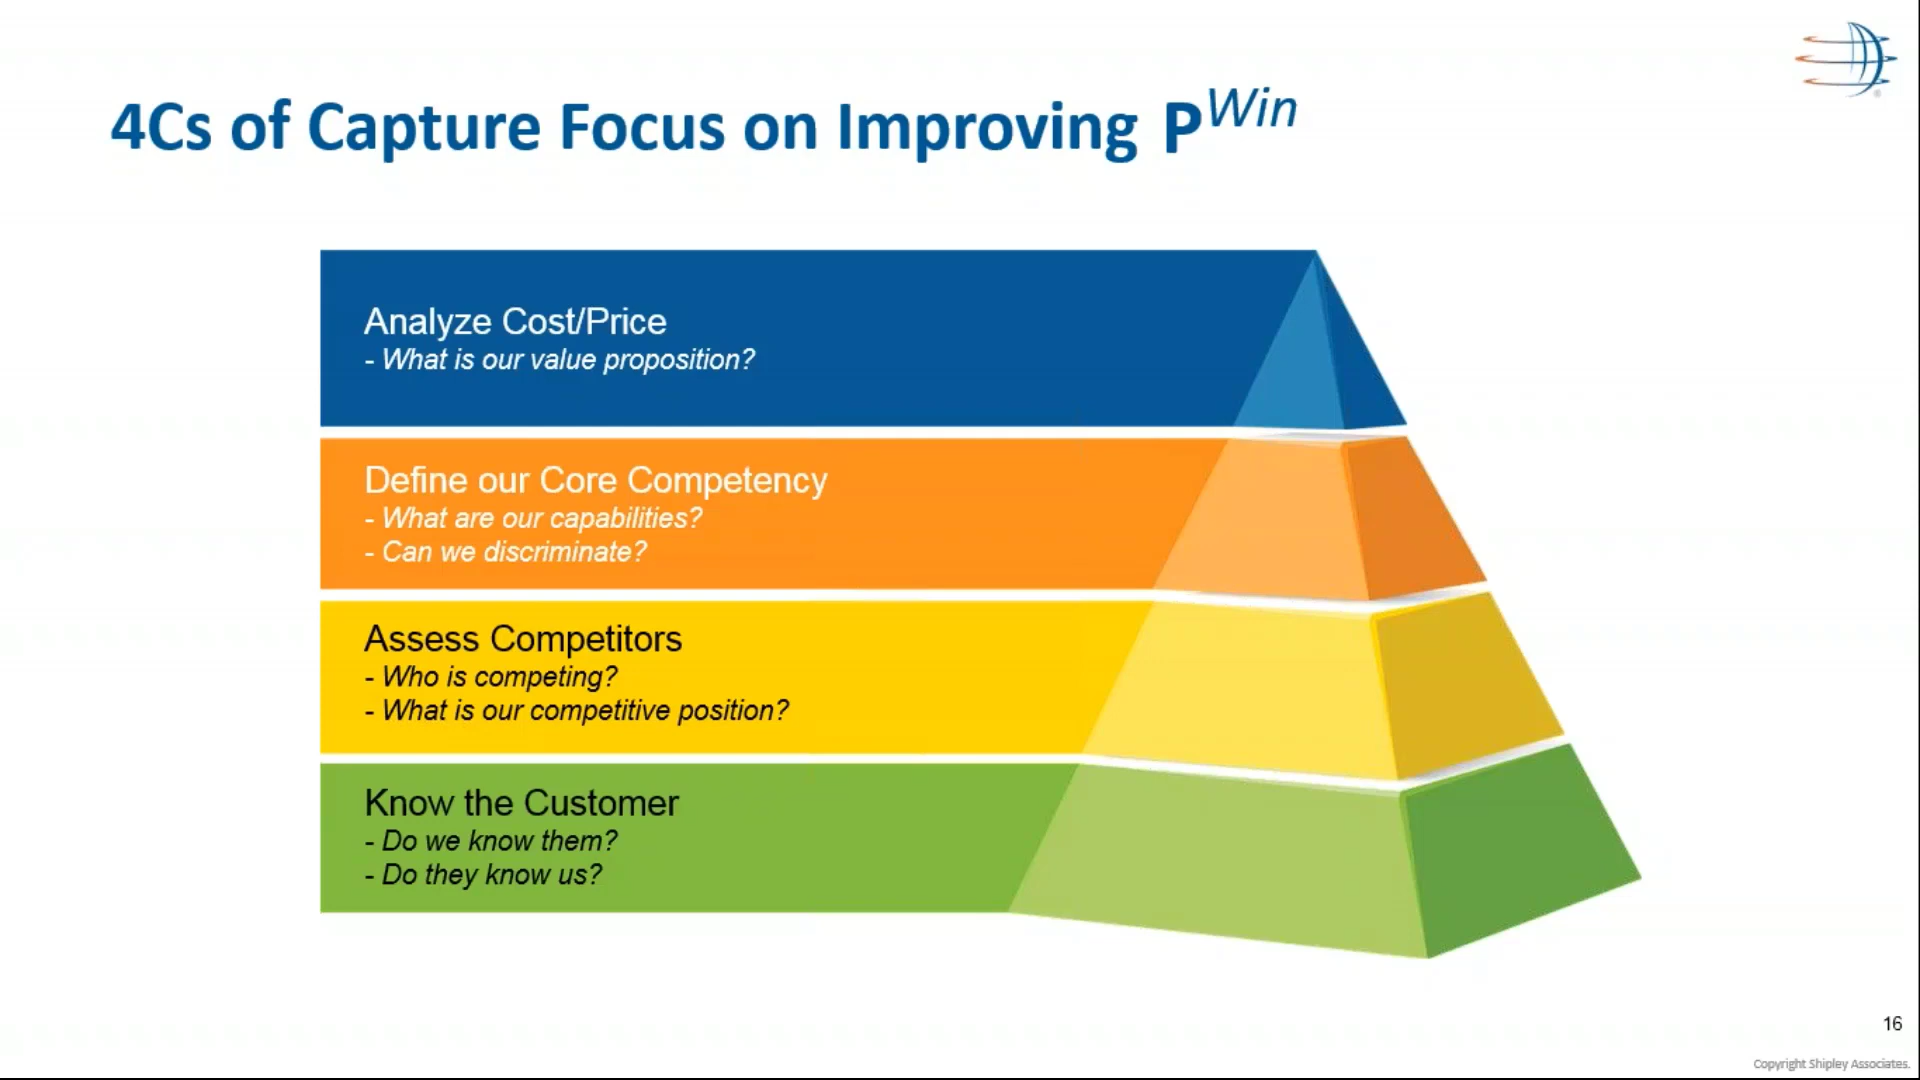 4Cs of Capture Focus on Improving P^Win
Analyze Cost/Price
- What is our value proposition?
Define our Core Competency
- What are our capabilities?
- Can we discriminate?
Assess Competitors
- Who is competing?
- What is our competitive position?
Know the Customer
- Do we know them?
- Do they know us?
16
Copyright Shipley Associates.